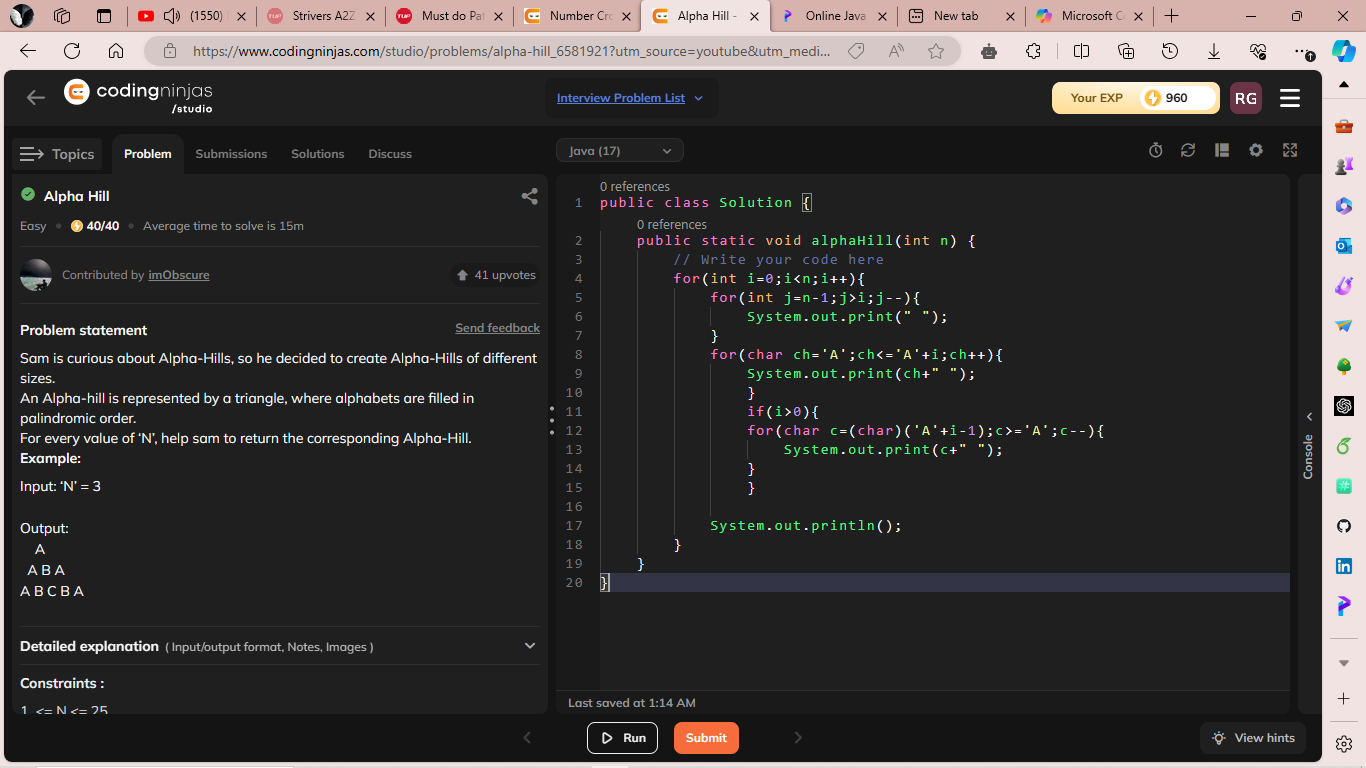 (1550)
Strivers A2Z
Must do Pat
Number Cro
Alpha Hill -
Online Java
New tab
Microsoft Co
https://www.codingninjas.com/studio/problems/alpha-hill_6581921?utm_source=youtube&utm_medi...
codingninjas
/studio
Interview Problem List
Your EXP
960
RG
Topics
Problem
Submissions
Solutions
Discuss
Java (17)
Alpha Hill
Easy
40/40
Average time to solve is 15m
Contributed by imObscure
41 upvotes
Problem statement
Send feedback
Sam is curious about Alpha-Hills, so he decided to create Alpha-Hills of different
sizes.
An Alpha-hill is represented by a triangle, where alphabets are filled in
palindromic order.
For every value of ‘N’, help sam to return the corresponding Alpha-Hill.
Example:
Input: ‘N’ = 3
Output:
A
A B A
A B C B A
Detailed explanation ( Input/output format, Notes, Images )
Constraints :
1 <= N <= 25
0 references
1 public class Solution {
0 references
2 public static void alphaHill(int n) {
3 // Write your code here
4 for(int i=0;i<n;i++){
5 for(int j=n-1;j>i;j--){
6 System.out.print(" ");
7 }
8 for(char ch='A';ch<='A'+i;ch++){
9 System.out.print(ch+" ");
10 }
11 if(i>0){
12 for(char c=(char)('A'+i-1);c>='A';c--){
13 System.out.print(c+" ");
14 }
15 }
16
17 System.out.println();
18 }
19 }
20 }
Console
Last saved at 1:14 AM
Run
Submit
View hints